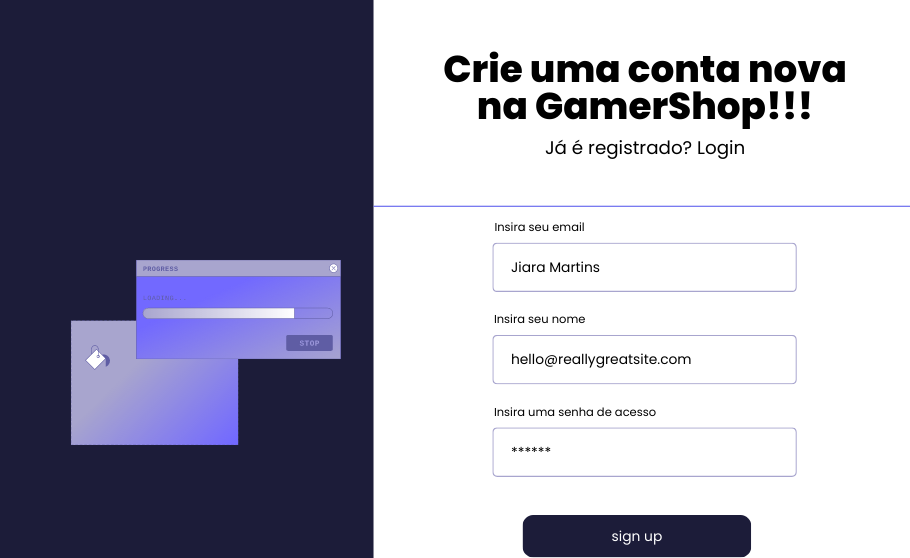 Crie uma conta nova
na GamerShop!!!
Já é registrado? Login
Insira seu email
Jiara Martins
Insira seu nome
hello@reallygreatsite.com
Insira uma senha de acesso
******
sign up
PROGRESS
LOADING...
STOP